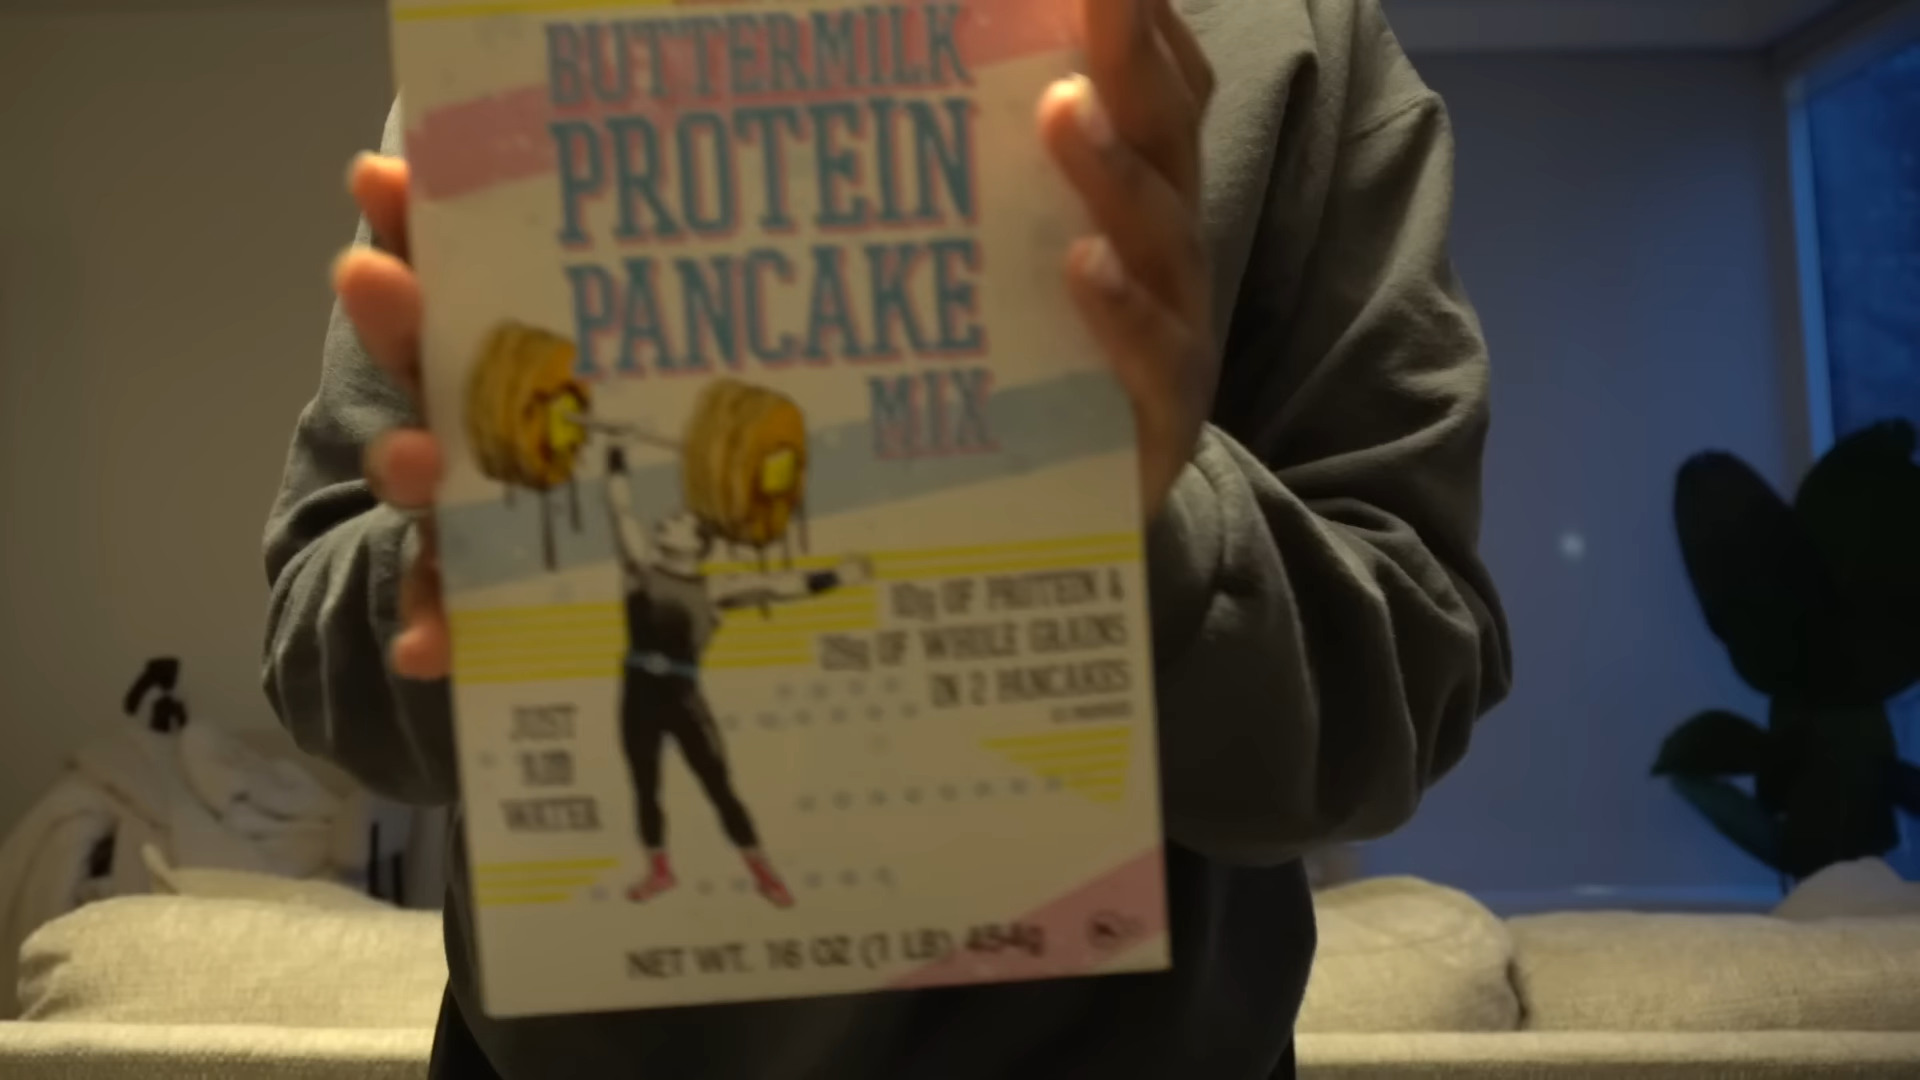 BUTTERMILK
PROTEIN
PANCAKE
MIX
10g OF PROTEIN &
OF WHOLE GRAINS
IN 2 PANCAKES
JUST
ADD
WATER
NET WT. 16 OZ (1 LB) 454g